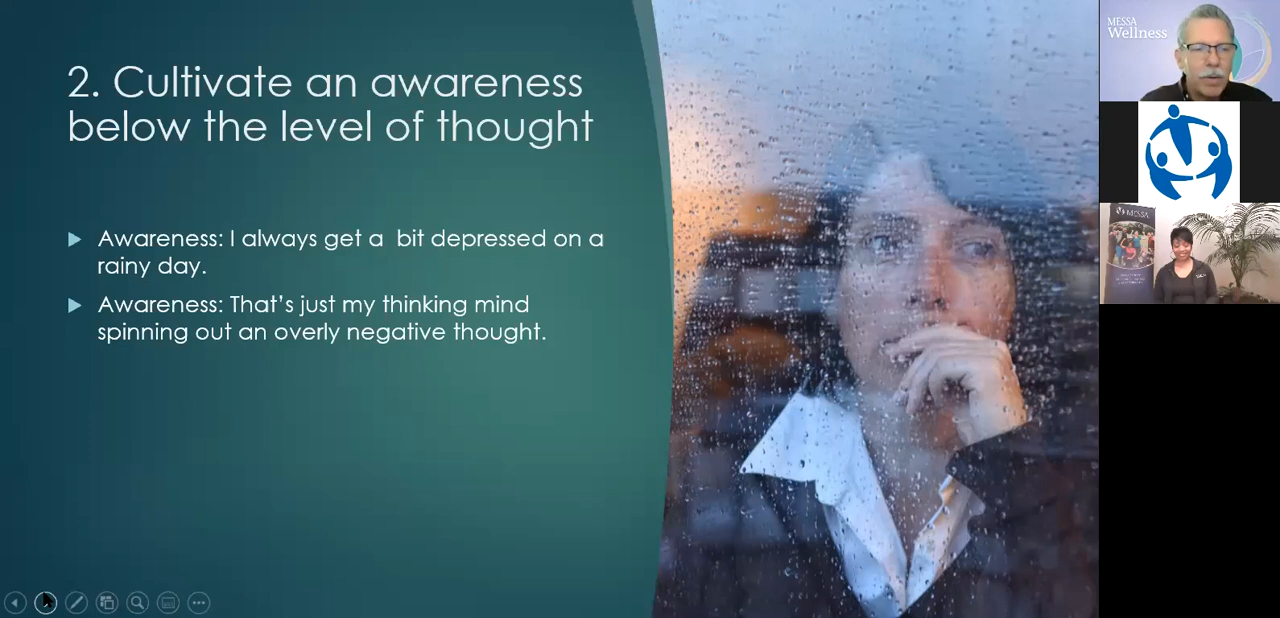 2. Cultivate an awareness
below the level of thought
Awareness: I always get a bit depressed on a
rainy day.
Awareness: That's just my thinking mind
spinning out an overly negative thought.
MESSA
Wellness
MESSA